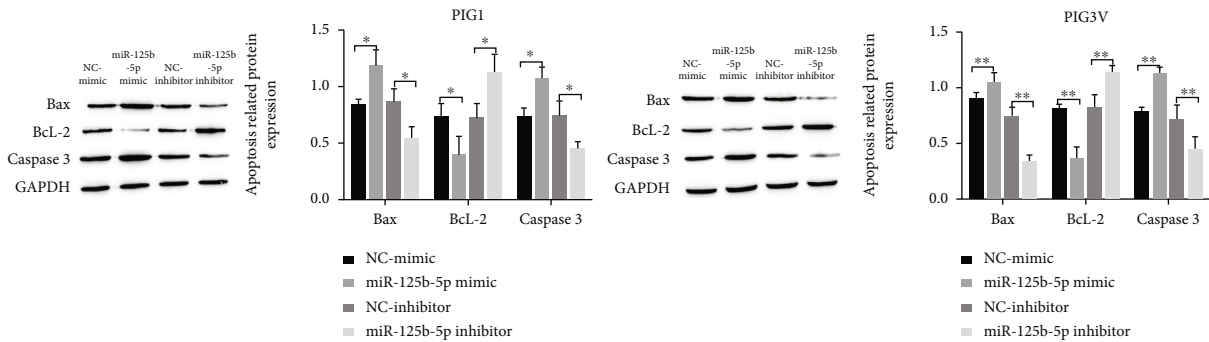 NC-
mimic
miR-125b
-5p
mimic
NC-
inhibitor
miR-125b
-5p
inhibitor
Bax
BcL-2
Caspase 3
GAPDH
PIG1
Apoptosis related protein
expression
1.5
1.0
0.5
0.0
*
*
*
*
*
*
Bax
BcL-2
Caspase 3
NC-mimic
miR-125b-5p mimic
NC-inhibitor
miR-125b-5p inhibitor
NC-
mimic
miR-125b
-5p
mimic
NC-
inhibitor
miR-125b
-5p
inhibitor
Bax
BcL-2
Caspase 3
GAPDH
PIG3V
Apoptosis related protein
expression
1.5
1.0
0.5
0.0
**
**
**
**
**
**
Bax
BcL-2
Caspase 3
NC-mimic
miR-125b-5p mimic
NC-inhibitor
miR-125b-5p inhibitor